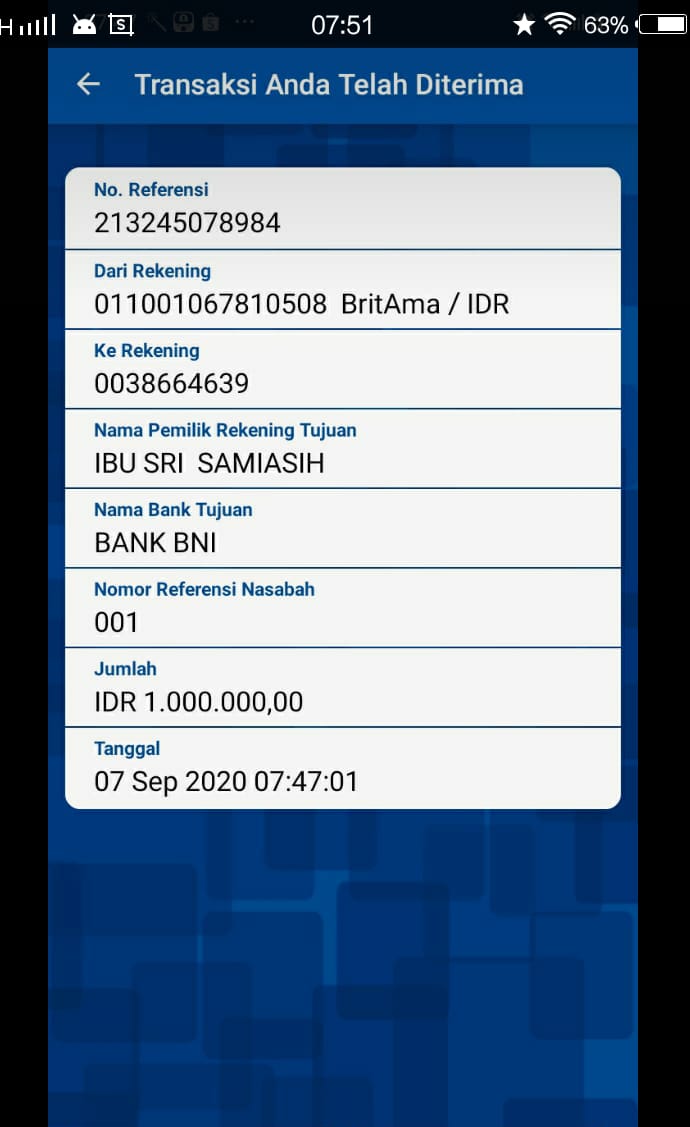 H 07:51 63%
Transaksi Anda Telah Diterima
No. Referensi
213245078984
Dari Rekening
011001067810508 BritAma / IDR
Ke Rekening
0038664639
Nama Pemilik Rekening Tujuan
IBU SRI SAMIASIH
Nama Bank Tujuan
BANK BNI
Nomor Referensi Nasabah
001
Jumlah
IDR 1.000.000,00
Tanggal
07 Sep 2020 07:47:01